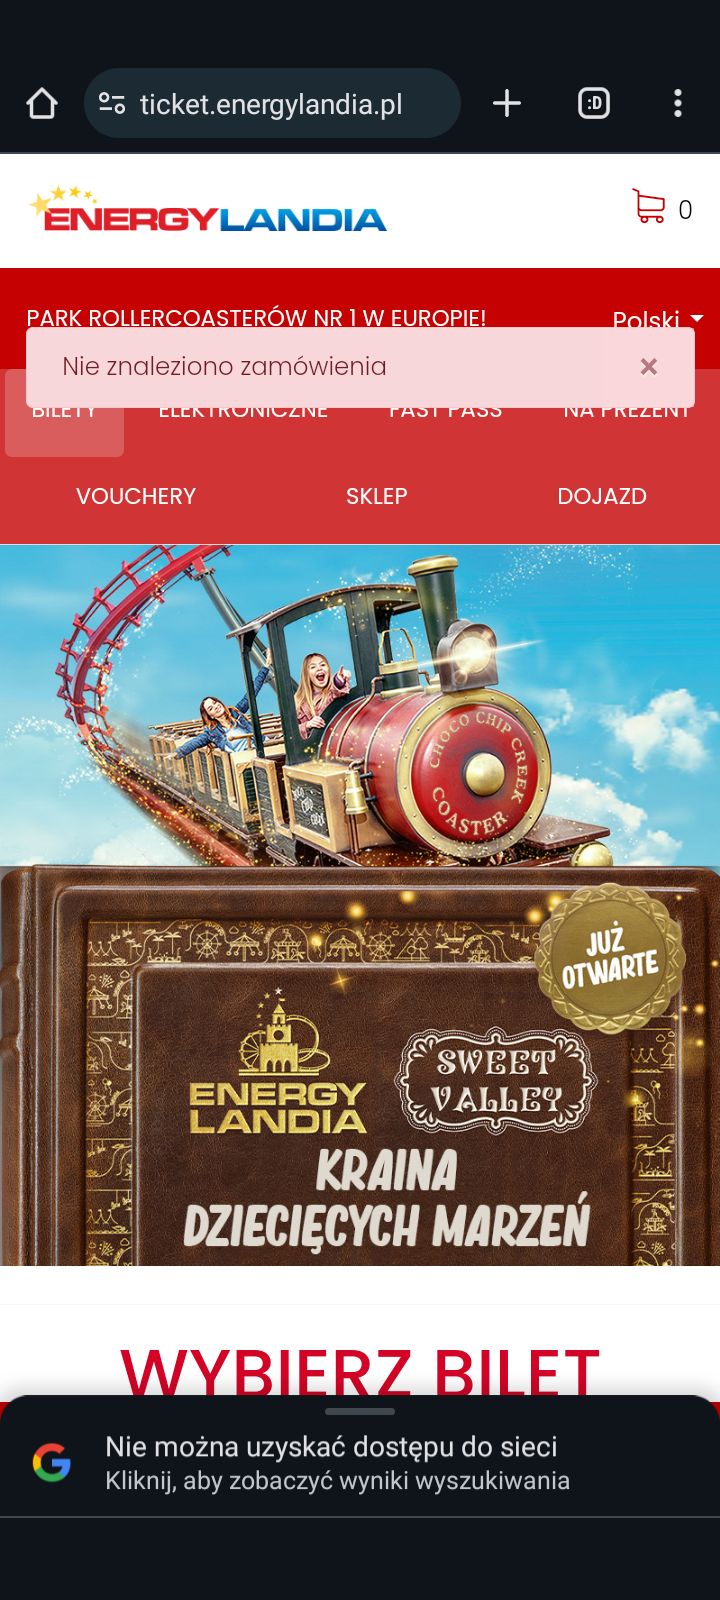 :D
ticket.energylandia.pl
ENERGYLANDIA
0
PARK ROLLERCOASTERÓW NR 1 W EUROPIE!
Polski
Nie znaleziono zamówienia
×
BILETY ELEKTRONICZNE FAST PASS NA PREZENT
VOUCHERY SKLEP DOJAZD
CHOCO CHIP CREEK
COASTER
JUŻ
OTWARTE
ENERGY
LANDIA
SWEET
VALLEY
KRAINA
DZIECIĘCYCH MARZEŃ
WYBIERZ BILET
Nie można uzyskać dostępu do sieci
Kliknij, aby zobaczyć wyniki wyszukiwania